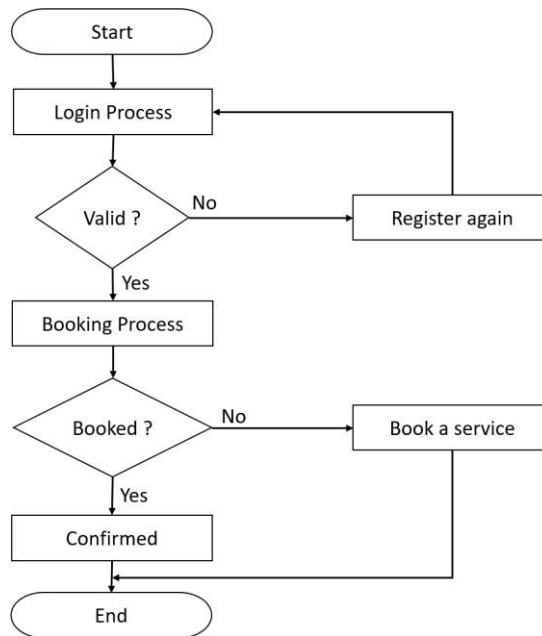 Start
Login Process
Valid ?
No
Register again
Yes
Booking Process
Booked ?
No
Book a service
Yes
Confirmed
End